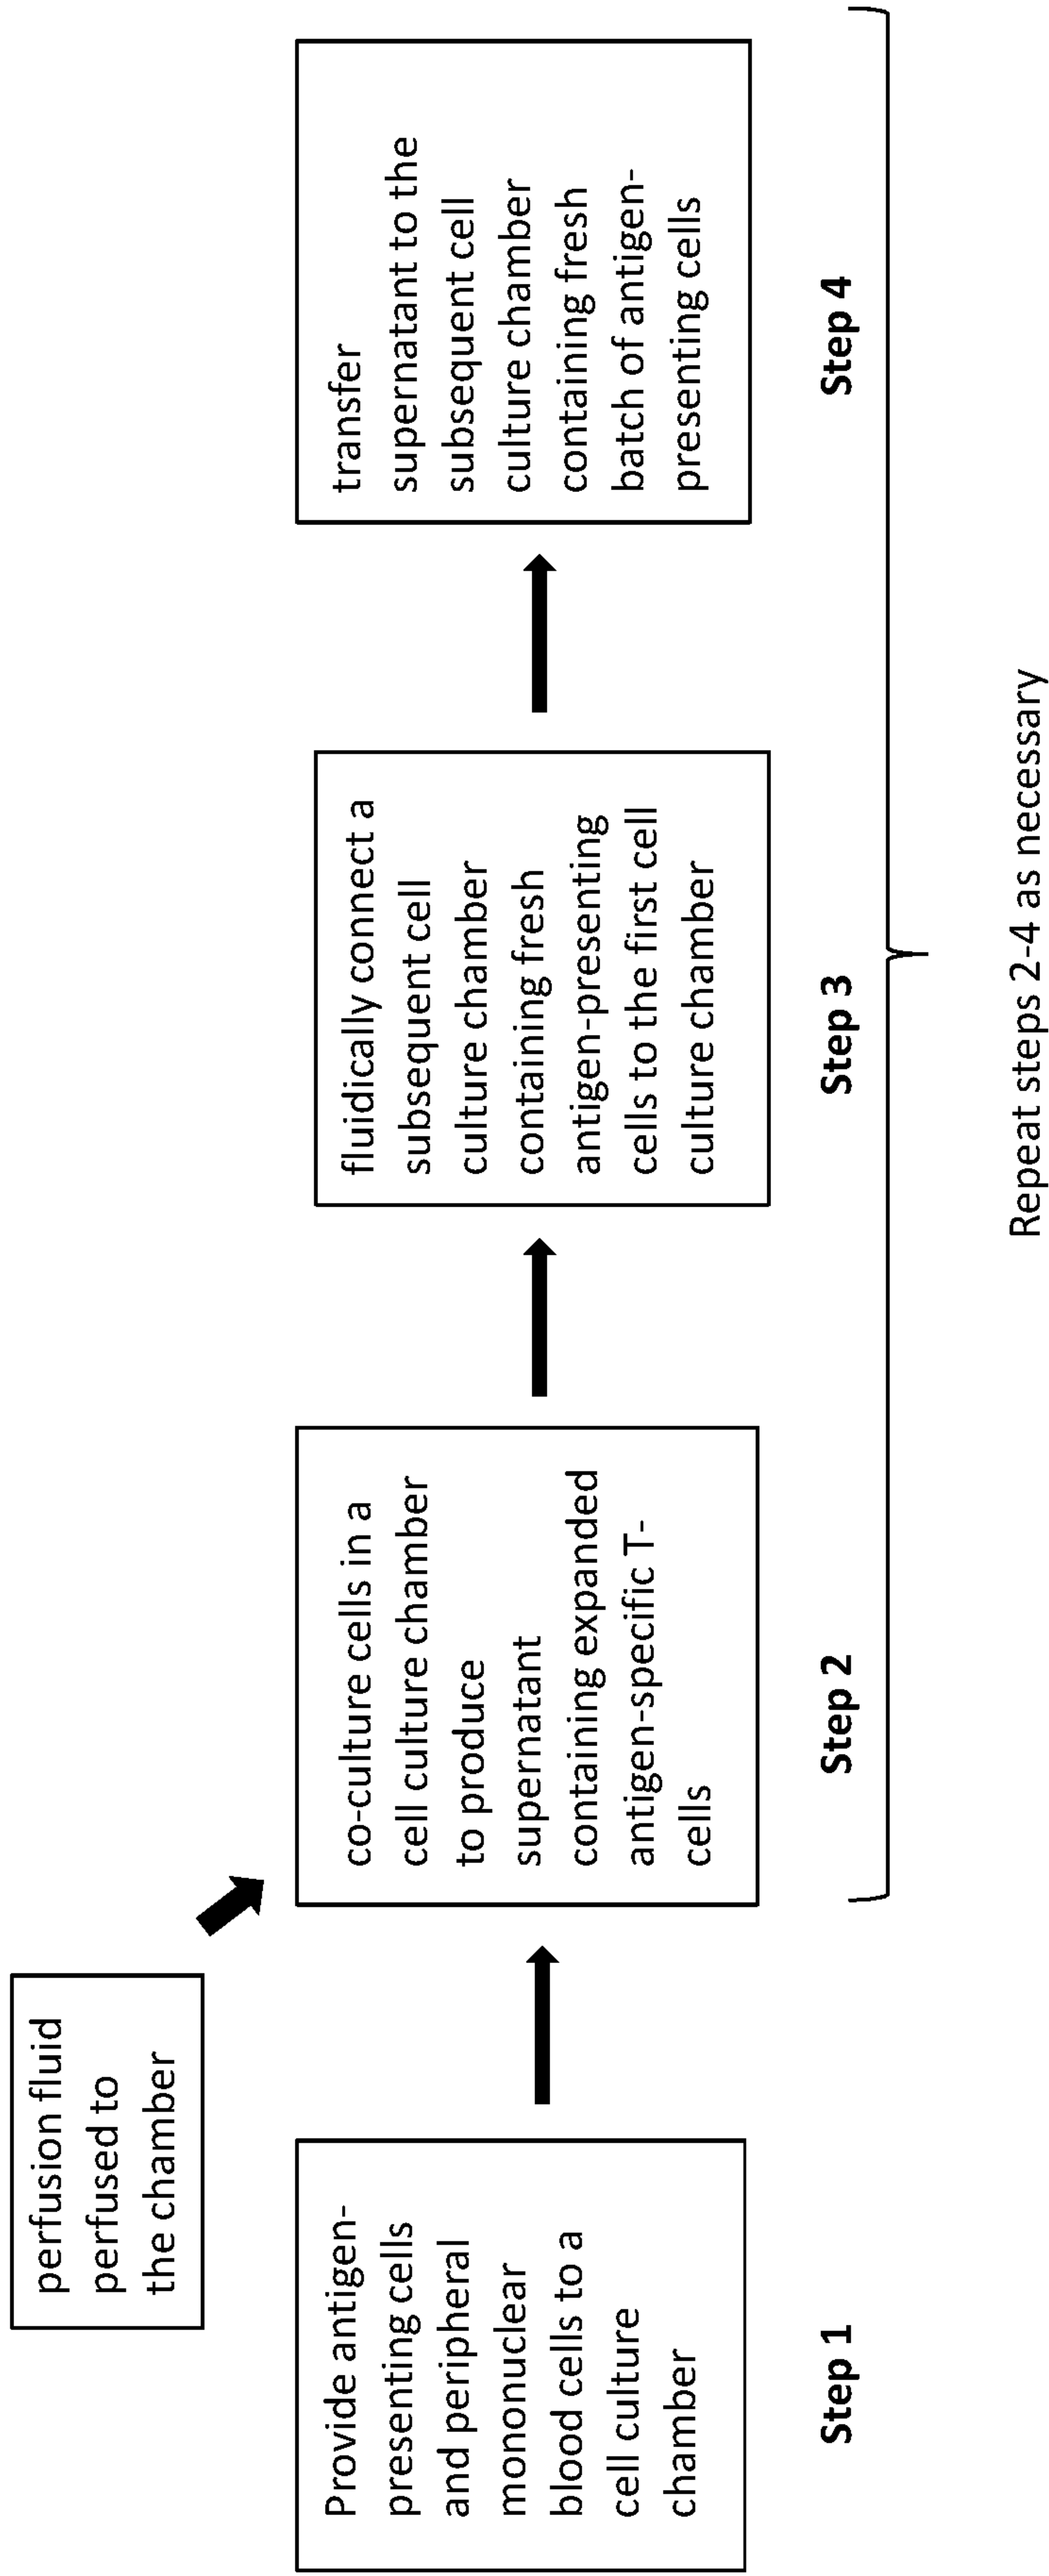 perfusion fluid
perfused to
the chamber
Provide antigen-
presenting cells
and peripheral
mononuclear
blood cells to a
cell culture
chamber
Step 1
co-culture cells in a
cell culture chamber
to produce
supernatant
containing expanded
antigen-specific T-
cells
Step 2
fluidically connect a
subsequent cell
culture chamber
containing fresh
antigen-presenting
cells to the first cell
culture chamber
Step 3
transfer
supernatant to the
subsequent cell
culture chamber
containing fresh
batch of antigen-
presenting cells
Step 4
Repeat steps 2-4 as necessary